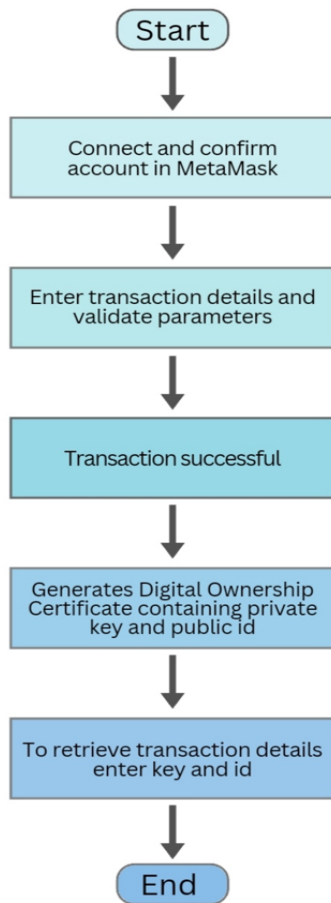 Start
Connect and confirm
account in MetaMask
Enter transaction details and
validate parameters
Transaction successful
Generates Digital Ownership
Certificate containing private
key and public id
To retrieve transaction details
enter key and id
End